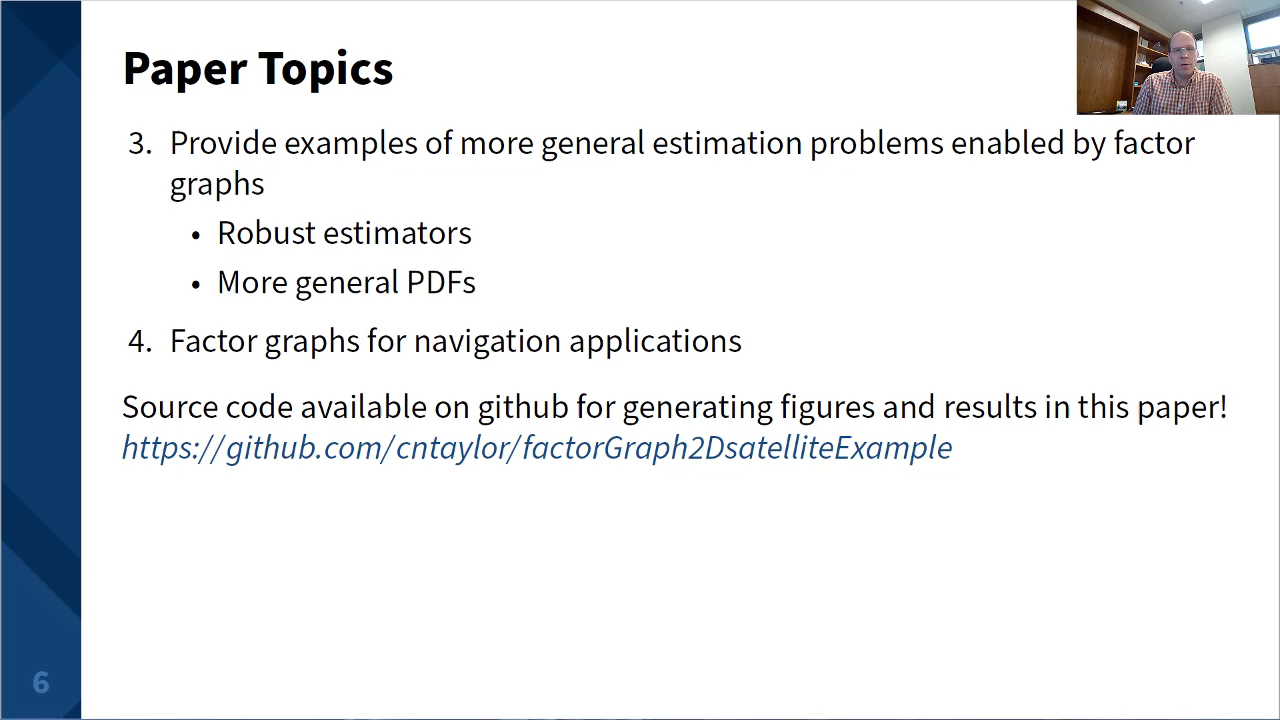 Paper Topics
3. Provide examples of more general estimation problems enabled by factor
graphs
• Robust estimators
• More general PDFs
4. Factor graphs for navigation applications
Source code available on github for generating figures and results in this paper!
https://github.com/cntaylor/factorGraph2DsatelliteExample
6